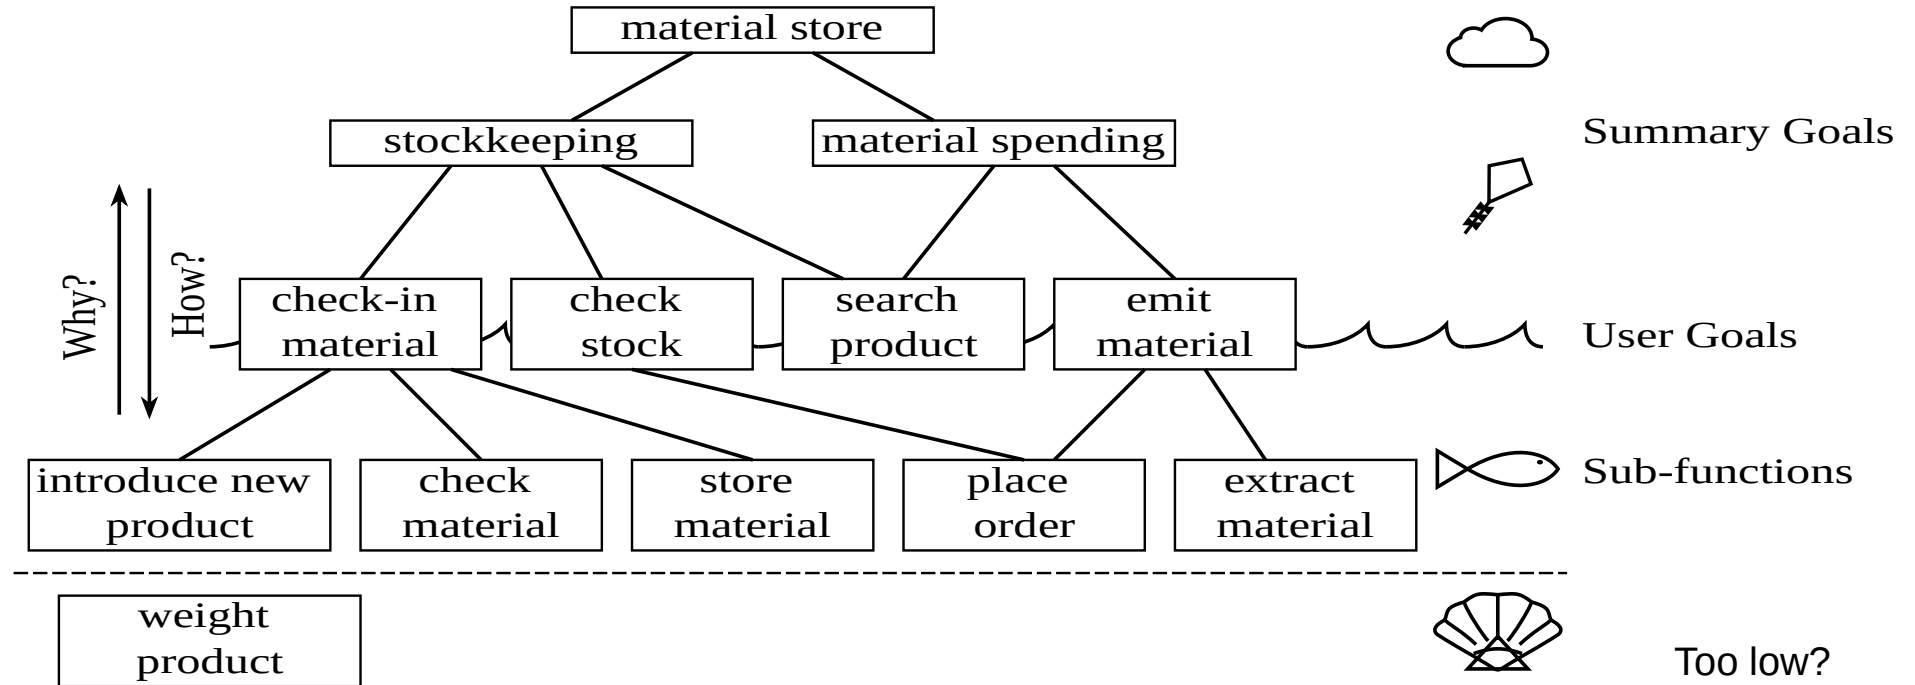 material store
stockkeeping
material spending
Summary Goals
Why?
How?
check-in
material
check
stock
search
product
emit
material
User Goals
introduce new
product
check
material
store
material
place
order
extract
material
Sub-functions
weight
product
Too low?